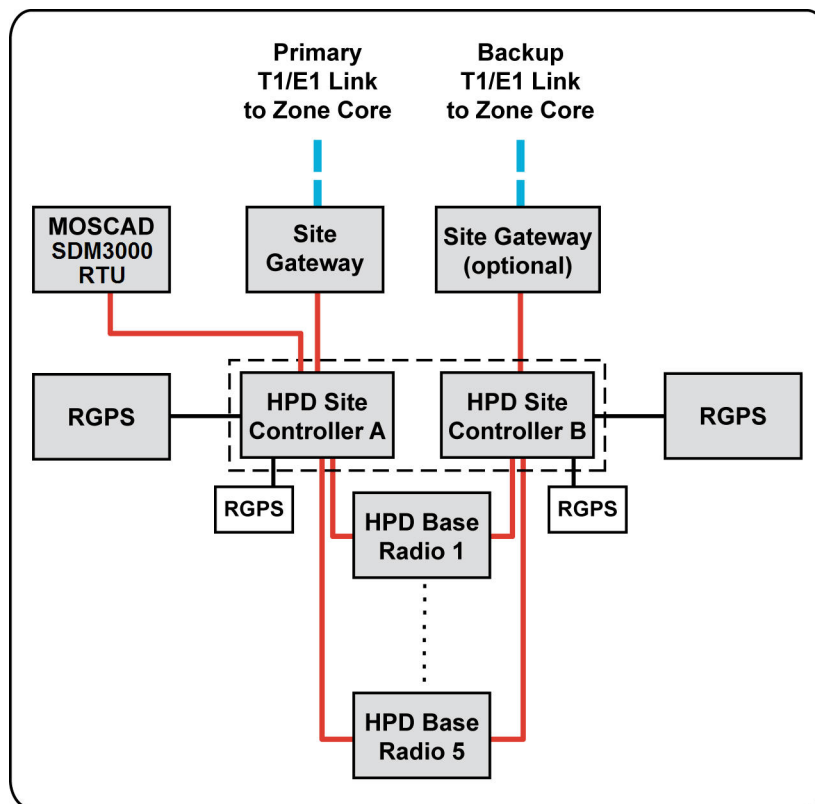 Primary
T1/E1 Link
to Zone Core
Backup
T1/E1 Link
to Zone Core
MOSCAD
SDM3000
RTU
Site
Gateway
Site Gateway
(optional)
RGPS
HPD Site
Controller A
HPD Site
Controller B
RGPS
RGPS
HPD Base
Radio 1
RGPS
HPD Base
Radio 5